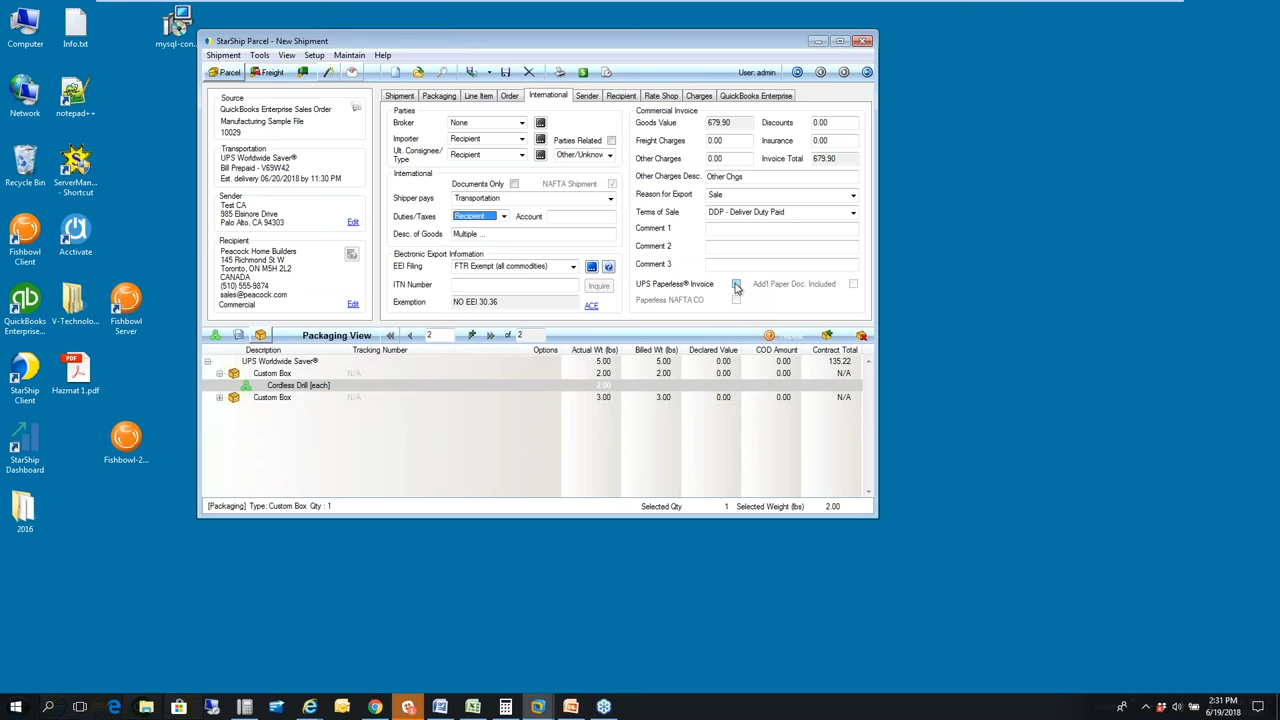 Computer
Info.txt
mysql-con...
Network
notepad++
Recycle Bin
ServerMan...
- Shortcut
Fishbowl
Client
Acctivate
QuickBooks
Enterprise ...
V-Technolo...
Fishbowl
Server
StarShip
Client
Hazmat 1.pdf
StarShip
Dashboard
Fishbowl-2...
2016
StarShip Parcel - New Shipment
Shipment Tools View Setup Maintain Help
Parcel Freight User: admin
Source
QuickBooks Enterprise Sales Order
Manufacturing Sample File
10029
Transportation
UPS Worldwide Saver®
Bill Prepaid - V69W42
Est. delivery 06/20/2018 by 11:30 PM
Sender
Test CA
985 Elsinore Drive
Palo Alto, CA 94303
Edit
Recipient
Peacock Home Builders
145 Richmond St W
Toronto, ON M5H 2L2
CANADA
(510) 555-9874
sales@peacock.com
Commercial Edit
Shipment Packaging Line Item Order International Sender Recipient Rate Shop Charges QuickBooks Enterprise
Parties
Broker None
Importer Recipient Parties Related
Ult. Consignee/
Type Recipient Other/Unknow
International
Documents Only NAFTA Shipment
Shipper pays Transportation
Duties/Taxes Recipient Account
Desc. of Goods Multiple ...
Electronic Export Information
EEI Filing FTR Exempt (all commodities)
ITN Number Inquire
Exemption NO EEI 30.36 ACE
Commercial Invoice
Goods Value 679.90 Discounts 0.00
Freight Charges 0.00 Insurance 0.00
Other Charges 0.00 Invoice Total 679.90
Other Charges Desc. Other Chgs
Reason for Export Sale
Terms of Sale DDP - Deliver Duty Paid
Comment 1
Comment 2
Comment 3
UPS Paperless® Invoice Add'l Paper Doc. Included
Paperless NAFTA CO
Packaging View 2 of 2 Repeat
Description Tracking Number Options Actual Wt (lbs) Billed Wt (lbs) Declared Value COD Amount Contract Total
UPS Worldwide Saver® 5.00 5.00 0.00 0.00 135.22
Custom Box N/A 2.00 2.00 0.00 0.00 N/A
Cordless Drill [each] 2.00
Custom Box N/A 3.00 3.00 0.00 0.00 N/A
[Packaging] Type: Custom Box Qty : 1 Selected Qty 1 Selected Weight (lbs) 2.00
2:31 PM
6/19/2018